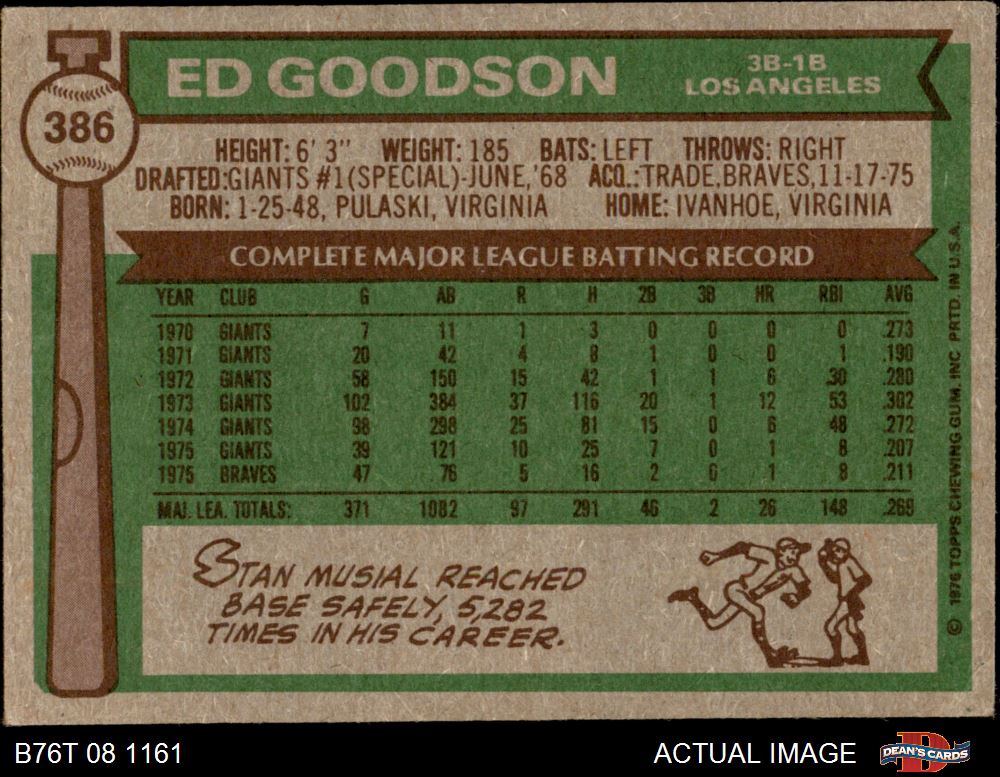 386
ED GOODSON
3B-1B
LOS ANGELES
HEIGHT: 6' 3" WEIGHT: 185 BATS: LEFT THROWS: RIGHT
DRAFTED: GIANTS #1 (SPECIAL)-JUNE,'68 ACQ.: TRADE, BRAVES, 11-17-75
BORN: 1-25-48, PULASKI, VIRGINIA HOME: IVANHOE, VIRGINIA
COMPLETE MAJOR LEAGUE BATTING RECORD
YEAR CLUB G AB R H 2B 3B HR RBI AVG
1970 GIANTS 7 11 1 3 0 0 0 0 .273
1971 GIANTS 20 42 4 8 1 0 0 1 .190
1972 GIANTS 58 150 15 42 1 1 6 30 .280
1973 GIANTS 102 384 37 116 20 1 12 53 .302
1974 GIANTS 98 298 25 81 15 0 6 48 .272
1975 GIANTS 39 121 10 25 7 0 1 8 .207
1975 BRAVES 47 76 5 16 2 0 1 8 .211
MAJ. LEA. TOTALS: 371 1082 97 291 46 2 26 148 .269
STAN MUSIAL REACHED
BASE SAFELY, 5,282
TIMES IN HIS CAREER.
© 1976 TOPPS CHEWING GUM, INC PRTD. IN U.S.A.
B76T 08 1161
ACTUAL IMAGE
DEAN'S CARDS